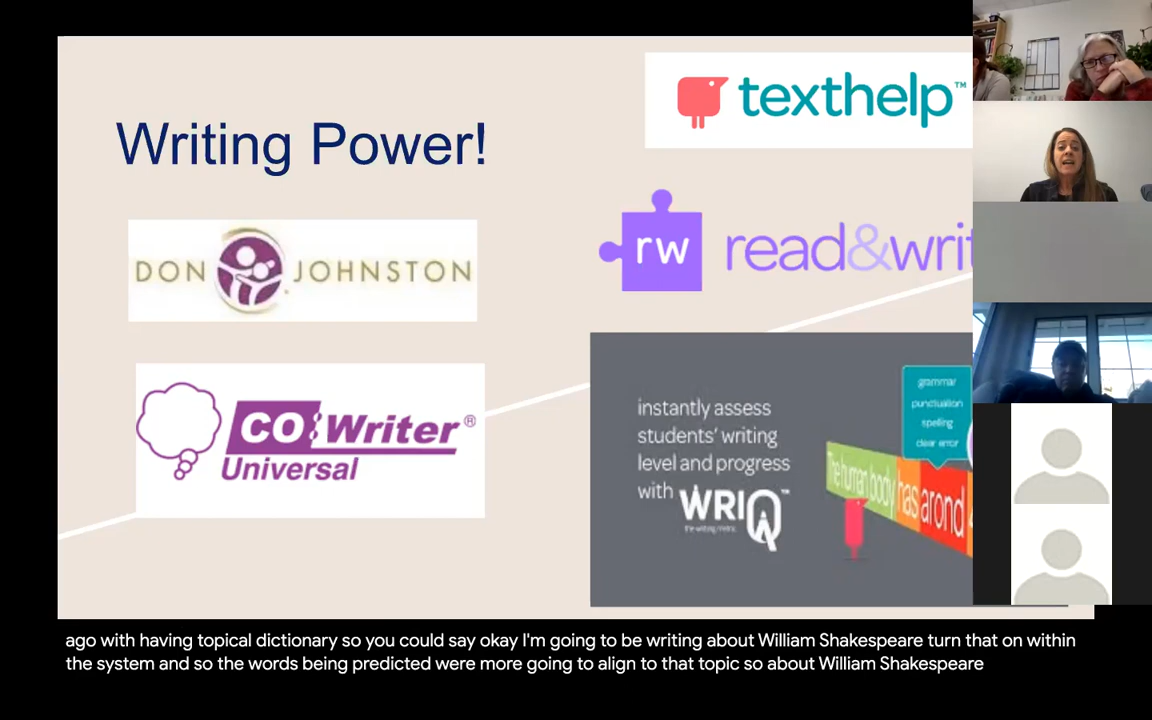 Writing Power!
texthelp™
DON JOHNSTON
rw read&writ
CO:Writer®
Universal
instantly assess
students' writing
level and progress
with WRIQ™
the writing metric
grammar
punctuation
spelling
clear error
The human body has arond
ago with having topical dictionary so you could say okay I'm going to be writing about William Shakespeare turn that on within
the system and so the words being predicted were more going to align to that topic so about William Shakespeare